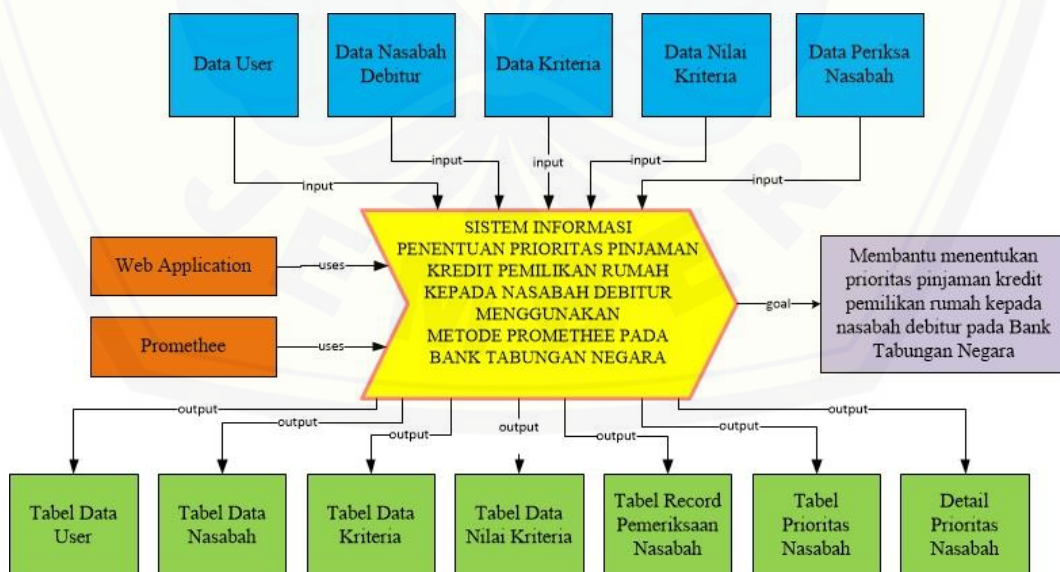 Data User
Data Nasabah
Debitur
Data Kriteria
Data Nilai
Kriteria
Data Periksa
Nasabah
input
input
input
input
input
Web Application
uses
Promethee
uses
SISTEM INFORMASI
PENENTUAN PRIORITAS PINJAMAN
KREDIT PEMILIKAN RUMAH
KEPADA NASABAH DEBITUR
MENGGUNAKAN
METODE PROMETHEE PADA
BANK TABUNGAN NEGARA
goal
Membantu menentukan
prioritas pinjaman kredit
pemilikan rumah kepada
nasabah debitur pada Bank
Tabungan Negara
output
output
output
output
output
output
output
Tabel Data
User
Tabel Data
Nasabah
Tabel Data
Kriteria
Tabel Data
Nilai Kriteria
Tabel Record
Pemeriksaan
Nasabah
Tabel
Prioritas
Nasabah
Detail
Prioritas
Nasabah